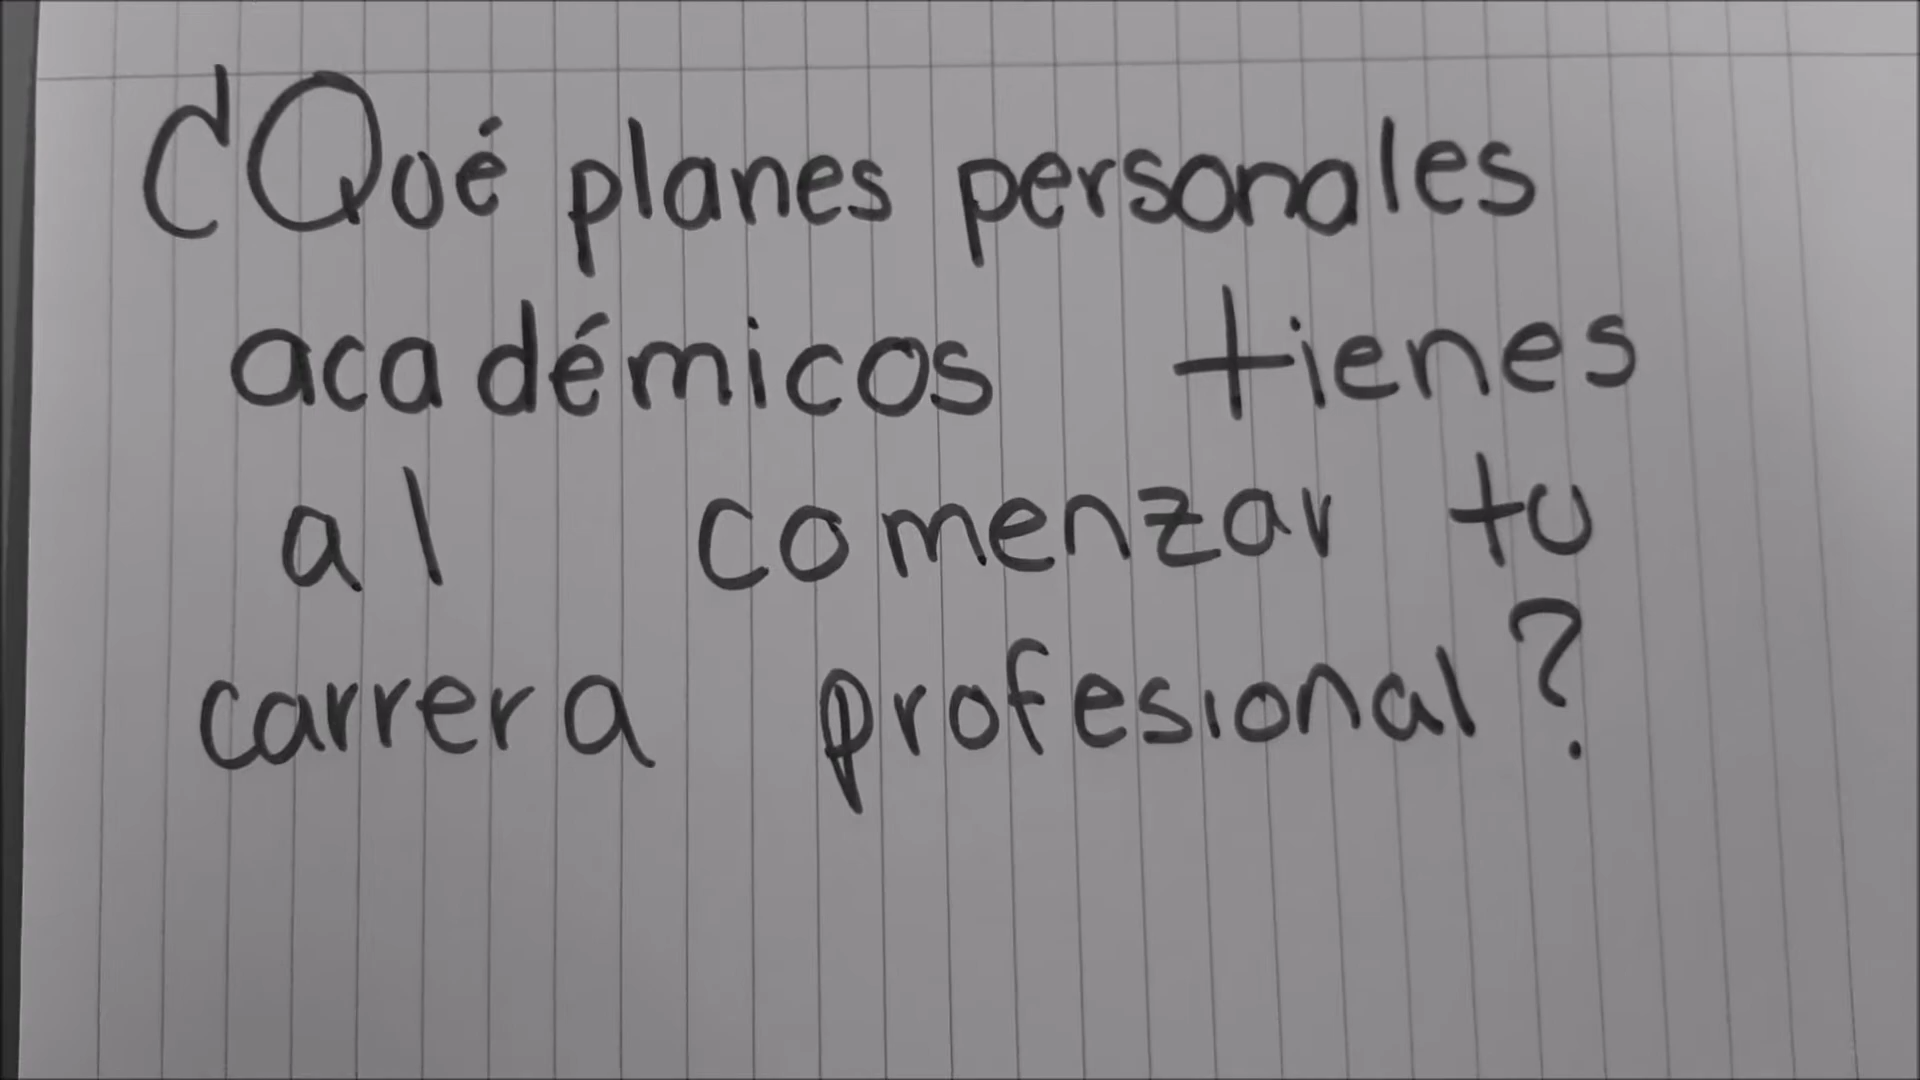 ¿Qué planes personales
académicos tienes
al comenzar tu
carrera profesional?